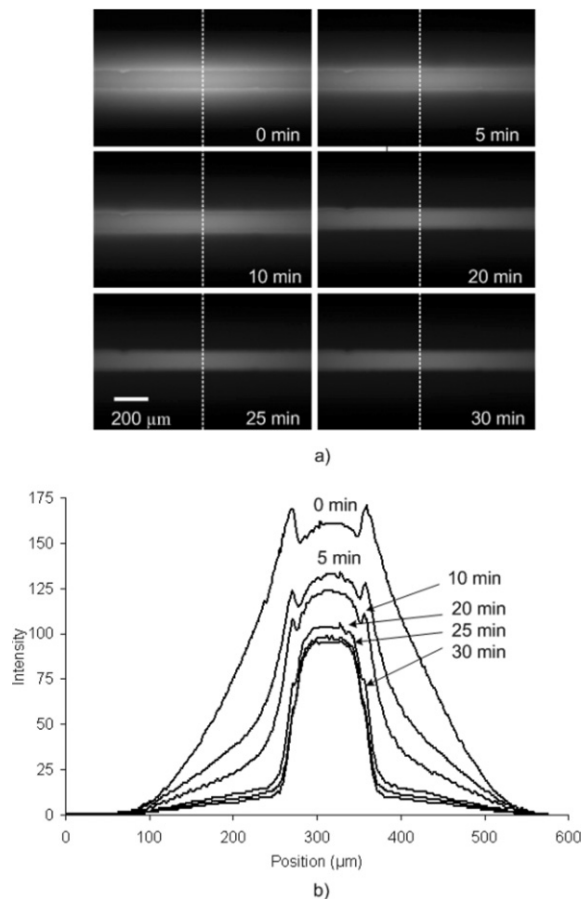 0 min
5 min
10 min
20 min
200 µm
25 min
30 min
a)
175
150
125
100
75
50
25
0
Intensity
0 min
5 min
10 min
20 min
25 min
30 min
0
100
200
300
400
500
600
Position (µm)
b)